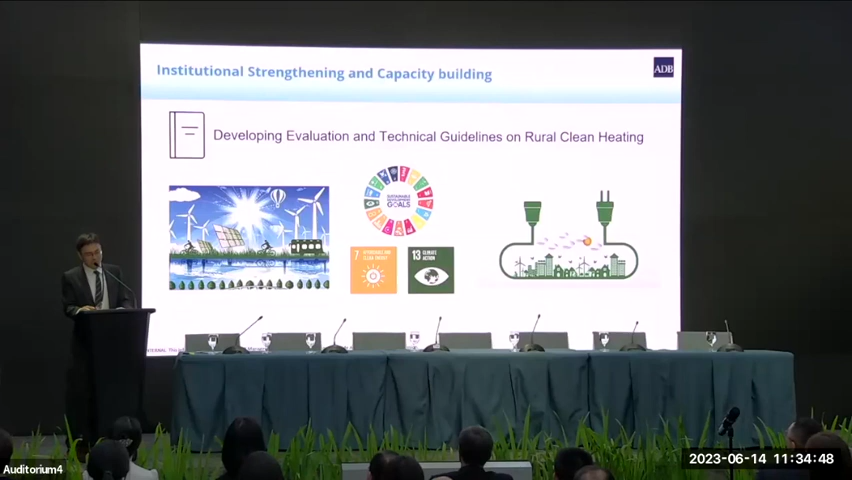 Institutional Strengthening and Capacity building
ADB
Developing Evaluation and Technical Guidelines on Rural Clean Heating
SUSTAINABLE
DEVELOPMENT
GOALS
7 AFFORDABLE AND
CLEAN ENERGY
13 CLIMATE
ACTION
Auditorium4
2023-06-14 11:34:48